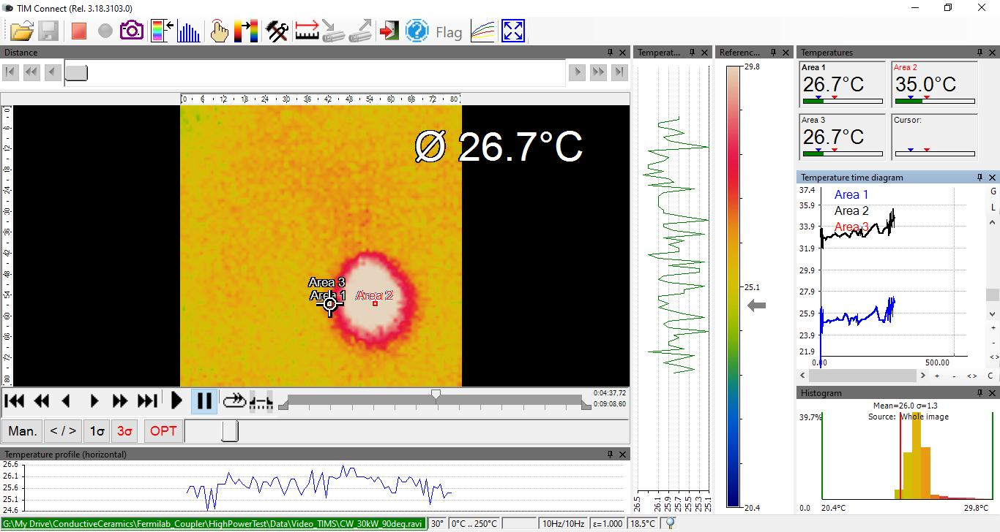 TIM Connect (Rel. 3.18.3103.0)
Flag
Distance
0 6 12 18 24 30 36 42 48 54 60 66 72 80
0
6
12
18
24
30
36
42
48
54
60
66
72
80
Ø 26.7°C
Area 3
Area 1 Area 2
0:04:37,72
0:09:08,60
Man. < / > 1σ 3σ OPT
Temperature profile (horizontal)
26.6
26.1
25.6
25.1
24.6
Temperat...
26.5 26.1 25.9 25.7 25.5 25.3 25.1
Referenc...
29.8
25.1
20.4
Temperatures
Area 1
26.7°C
Area 2
35.0°C
Area 3
26.7°C
Cursor:
Temperature time diagram
37.4
35.9
33.9
31.9
29.9
27.9
25.9
23.9
21.9
Area 1
Area 2
Area 3
0.00 500.00
G
L
+
-
<>
< > + - <> C
Histogram
Mean=26.0 σ=1.3
Source: Whole image
39.7%
0.0 20.4°C 29.8°C
G:\My Drive\ConductiveCeramics\Fermilab_Coupler\HighPowerTest\Data\Video_TIMS\CW_30kW_90deg.ravi 30° 0°C .. 250°C 10Hz/10Hz ε=1.000 18.5°C